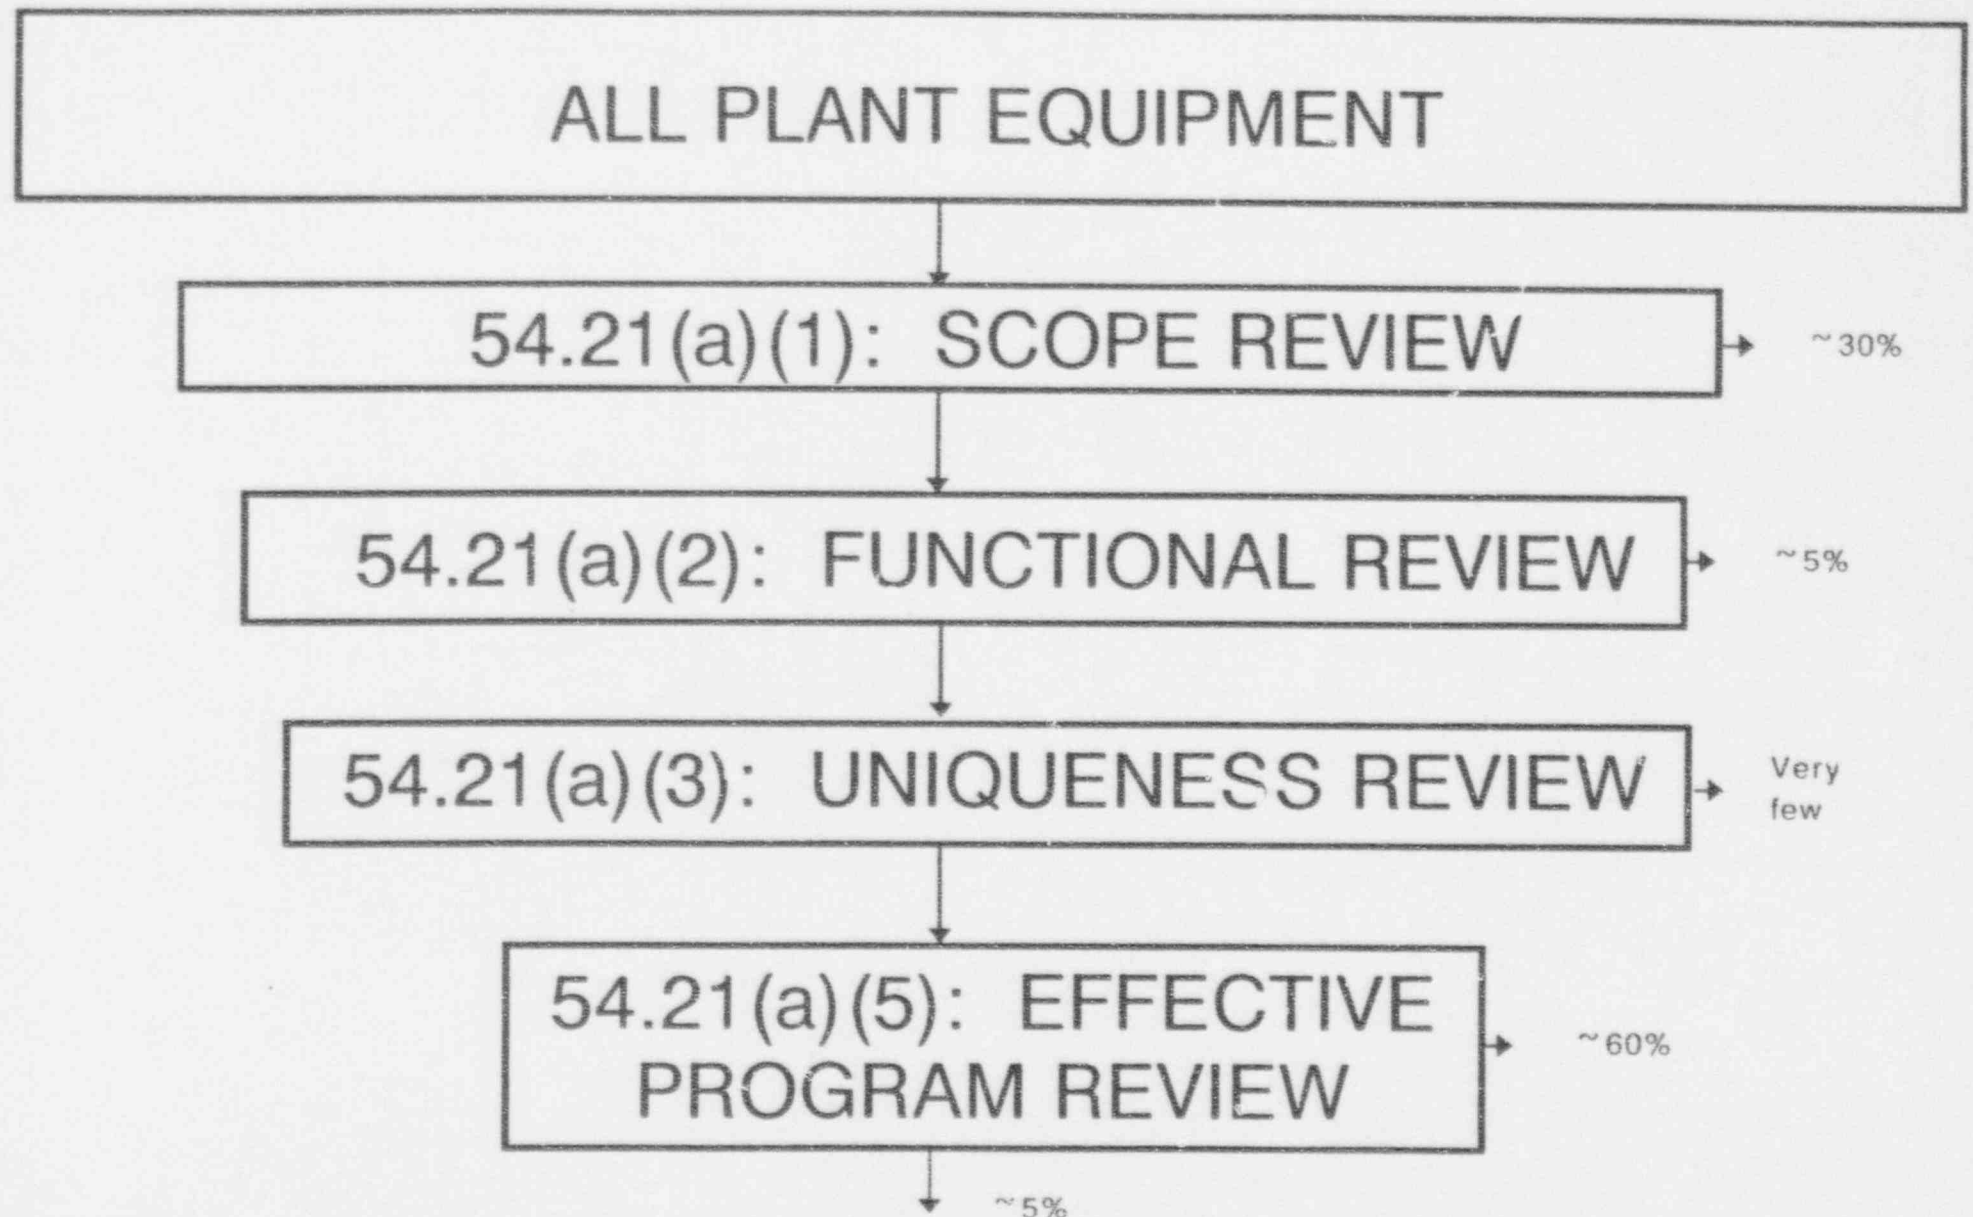 ALL PLANT EQUIPMENT
54.21(a)(1): SCOPE REVIEW
~30%
54.21(a)(2): FUNCTIONAL REVIEW
~5%
54.21(a)(3): UNIQUENESS REVIEW
Very
few
54.21(a)(5): EFFECTIVE
PROGRAM REVIEW
~60%
~5%